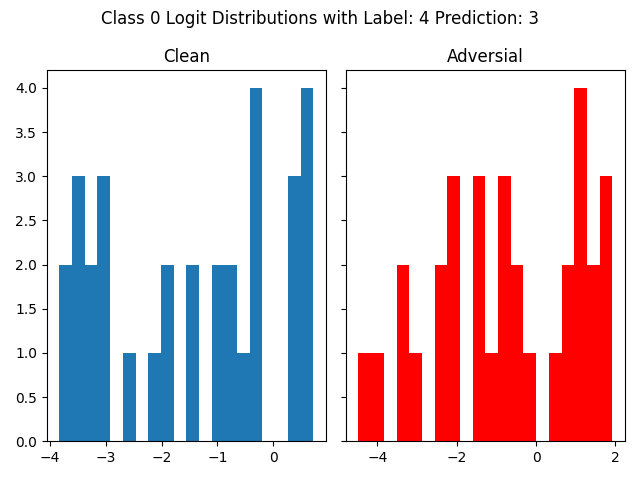 Class 0 Logit Distributions with Label: 4 Prediction: 3
Clean
Adversial
4.0
3.5
3.0
2.5
2.0
1.5
1.0
0.5
0.0
−4 −3 −2 −1 0
−4 −2 0 2